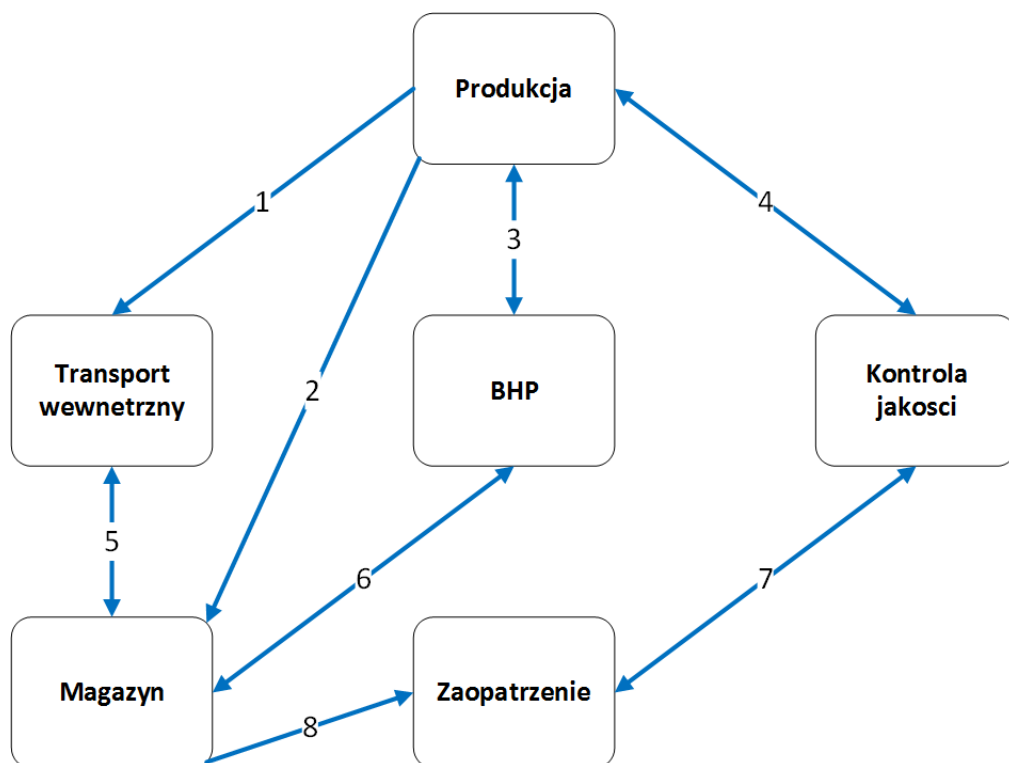 Produkcja
1
4
3
Transport
wewnetrzny
2
BHP
Kontrola
jakosci
5
6
7
Magazyn
Zaopatrzenie
8